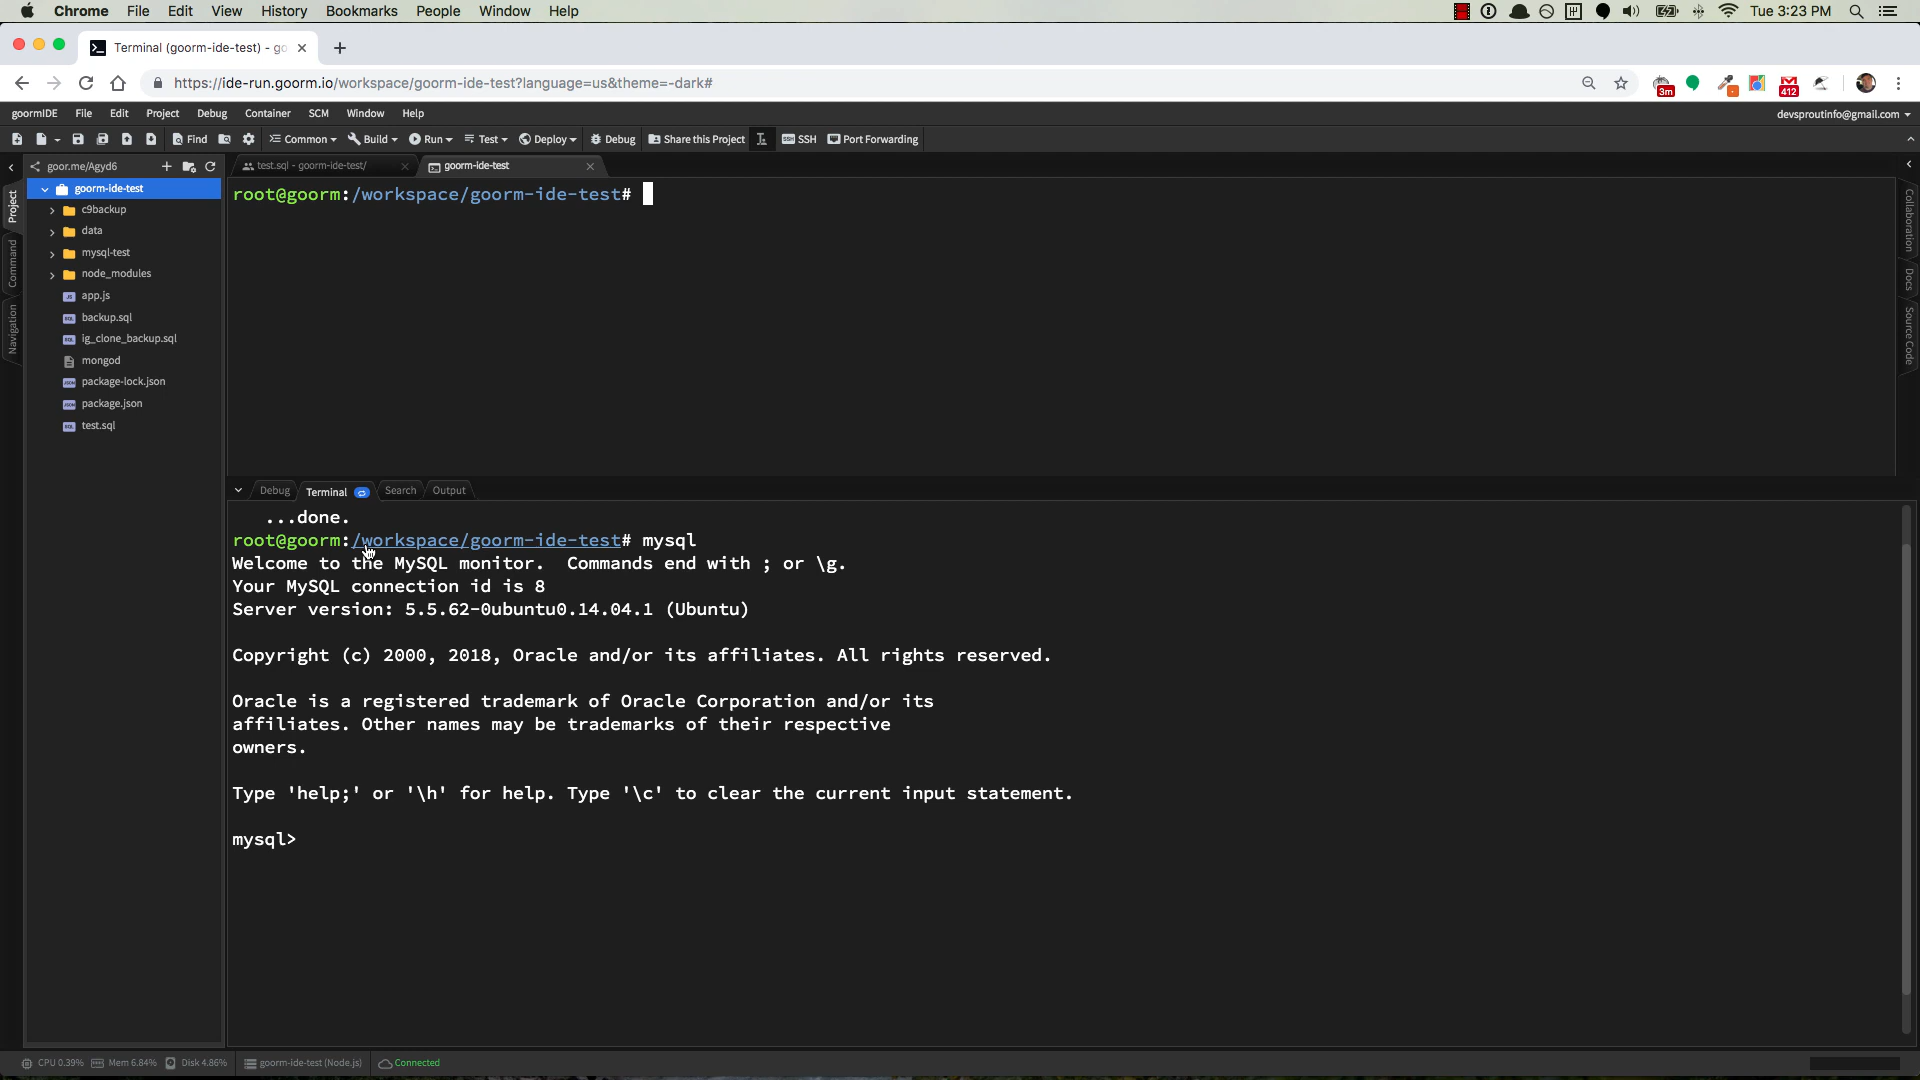 Chrome File Edit View History Bookmarks People Window Help Tue 3:23 PM
Terminal (goorm-ide-test) - go
https://ide-run.goorm.io/workspace/goorm-ide-test?language=us&theme=-dark#
3m
412
goormIDE File Edit Project Debug Container SCM Window Help devsproutinfo@gmail.com
Find Common Build Run Test Deploy Debug Share this Project SSH Port Forwarding
goor.me/Agyd6
test.sql - goorm-ide-test/
goorm-ide-test
Project
Command
Navigation
goorm-ide-test
c9backup
data
mysql-test
node_modules
app.js
backup.sql
ig_clone_backup.sql
mongod
package-lock.json
package.json
test.sql
root@goorm:/workspace/goorm-ide-test#
Collaboration
Docs
Source Code
Debug Terminal Search Output
...done.
root@goorm:/workspace/goorm-ide-test# mysql
Welcome to the MySQL monitor.  Commands end with ; or \g.
Your MySQL connection id is 8
Server version: 5.5.62-0ubuntu0.14.04.1 (Ubuntu)
Copyright (c) 2000, 2018, Oracle and/or its affiliates. All rights reserved.
Oracle is a registered trademark of Oracle Corporation and/or its
affiliates. Other names may be trademarks of their respective
owners.
Type 'help;' or '\h' for help. Type '\c' to clear the current input statement.
mysql>
CPU 0.39% Mem 6.84% Disk 4.86% goorm-ide-test (Node.js) Connected